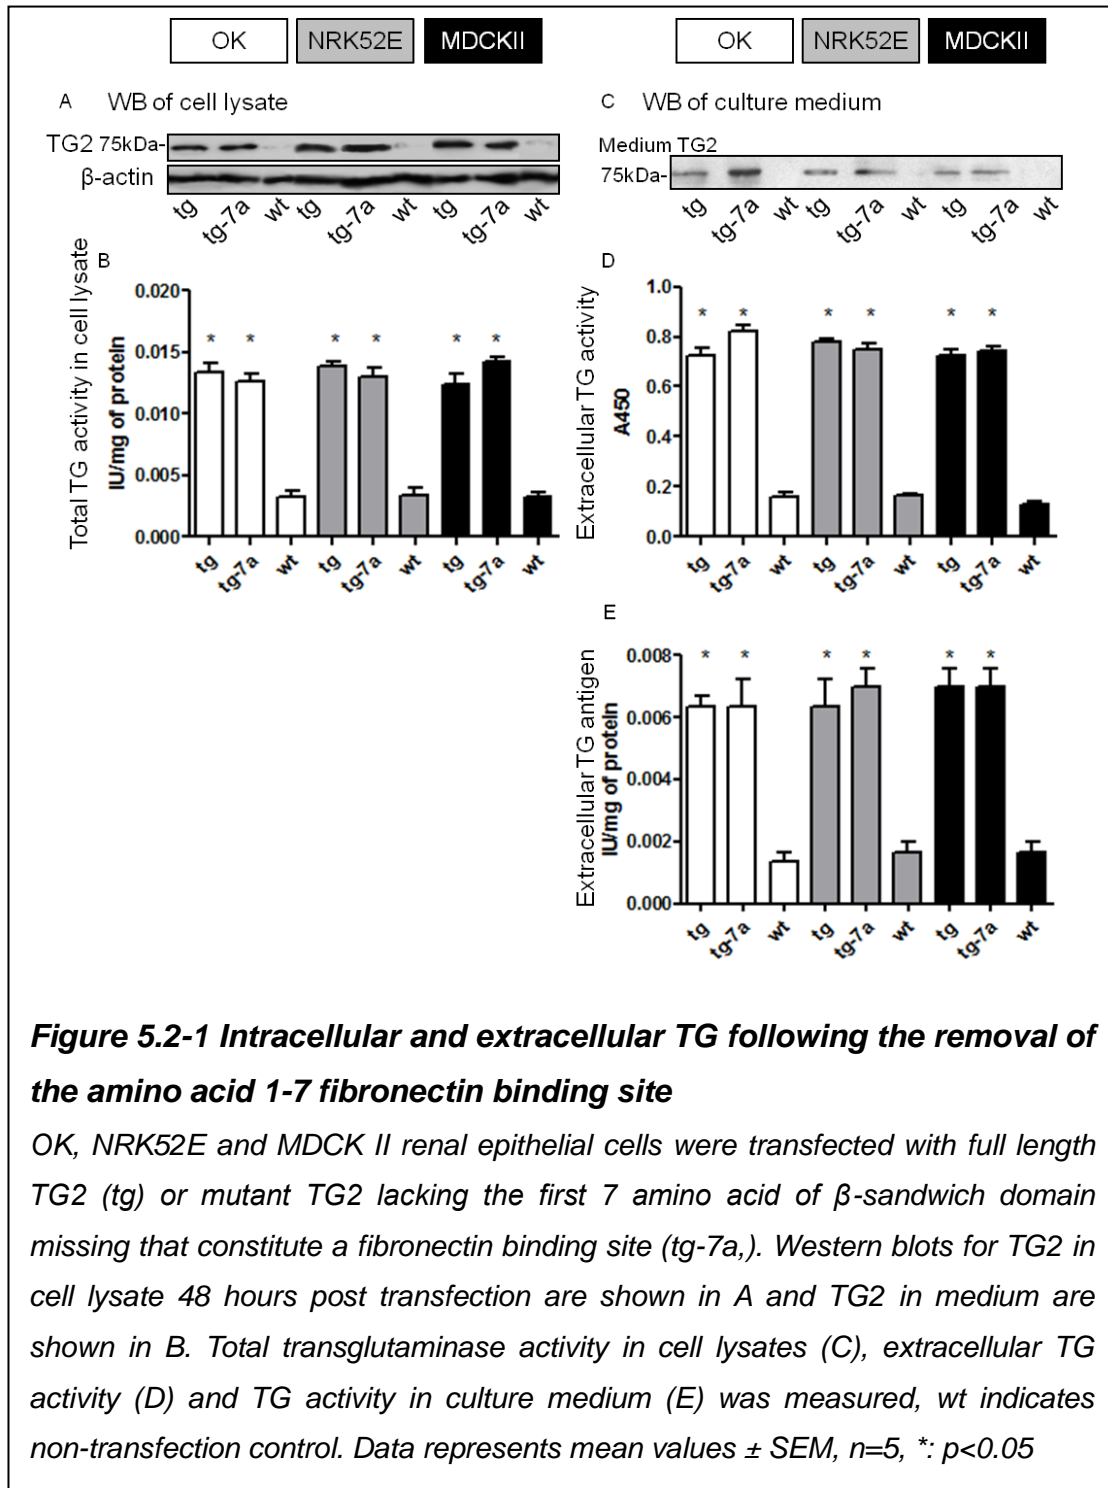 OK NRK52E MDCKII
OK NRK52E MDCKII
A WB of cell lysate
TG2 75kDa-
β-actin
tg tg-7a wt tg tg-7a wt tg tg-7a wt
C WB of culture medium
Medium TG2
75kDa-
tg tg-7a wt tg tg-7a wt tg tg-7a wt
B
Total TG activity in cell lysate
IU/mg of protein
0.020
0.015
0.010
0.005
0.000
* * * * * *
tg tg-7a wt tg tg-7a wt tg tg-7a wt
D
Extracellular TG activity
A450
1.0
0.8
0.6
0.4
0.2
0.0
* * * * * *
tg tg-7a wt tg tg-7a wt tg tg-7a wt
E
Extracellular TG antigen
IU/mg of protein
0.008
0.006
0.004
0.002
0.000
* * * * * *
tg tg-7a wt tg tg-7a wt tg tg-7a wt
Figure 5.2-1 Intracellular and extracellular TG following the removal of
the amino acid 1-7 fibronectin binding site
OK, NRK52E and MDCK II renal epithelial cells were transfected with full length
TG2 (tg) or mutant TG2 lacking the first 7 amino acid of β-sandwich domain
missing that constitute a fibronectin binding site (tg-7a,). Western blots for TG2 in
cell lysate 48 hours post transfection are shown in A and TG2 in medium are
shown in B. Total transglutaminase activity in cell lysates (C), extracellular TG
activity (D) and TG activity in culture medium (E) was measured, wt indicates
non-transfection control. Data represents mean values ± SEM, n=5, *: p<0.05